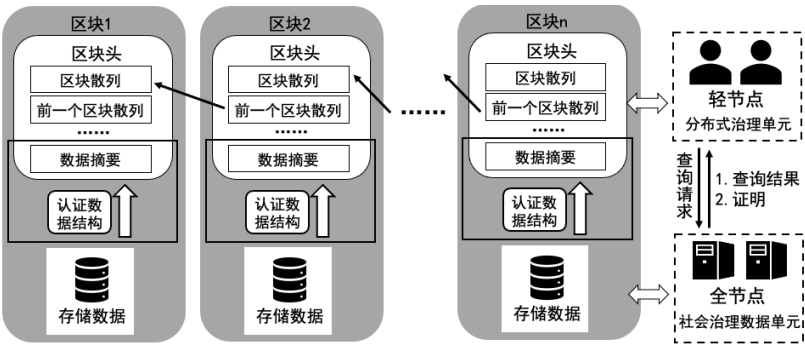 区块1
区块头
区块散列
前一个区块散列
......
数据摘要
认证数
据结构
存储数据
区块2
区块头
区块散列
前一个区块散列
......
数据摘要
认证数
据结构
存储数据
......
区块n
区块头
区块散列
前一个区块散列
......
数据摘要
认证数
据结构
存储数据
轻节点
分布式治理单元
查询请求
1. 查询结果
2. 证明
全节点
社会治理数据单元